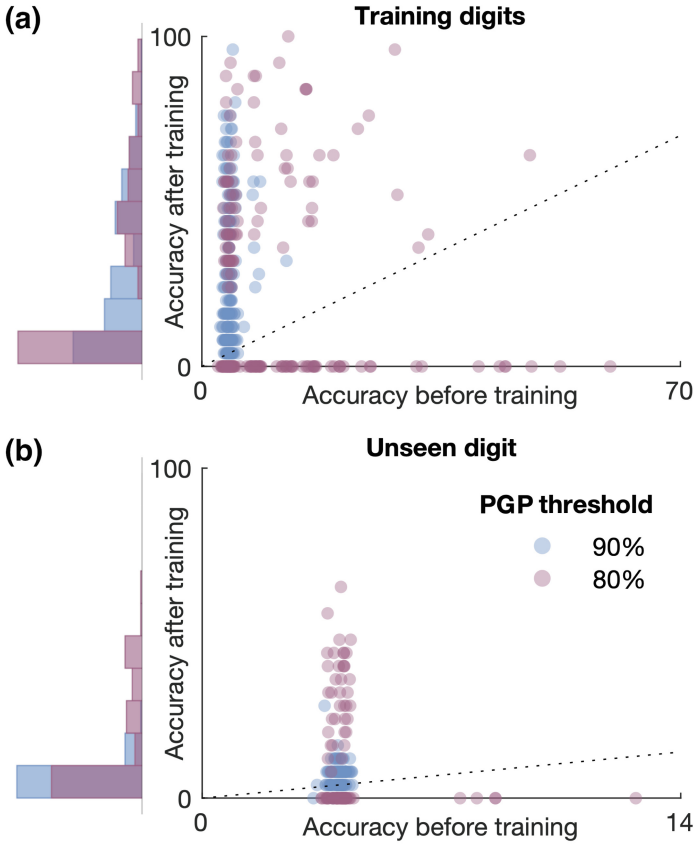 (a)
Training digits
100
Accuracy after training
0
0
70
Accuracy before training
(b)
Unseen digit
100
PGP threshold
90%
80%
Accuracy after training
0
0
14
Accuracy before training